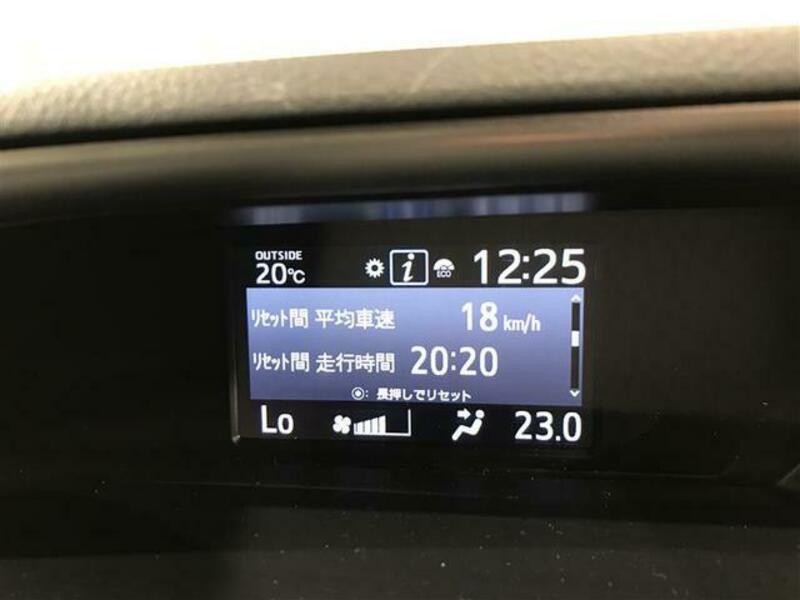 OUTSIDE
20℃ i ECO 12:25
ﾘｾｯﾄ間 平均車速 18 km/h
ﾘｾｯﾄ間 走行時間 20:20
◉: 長押しでリセット
Lo 23.0